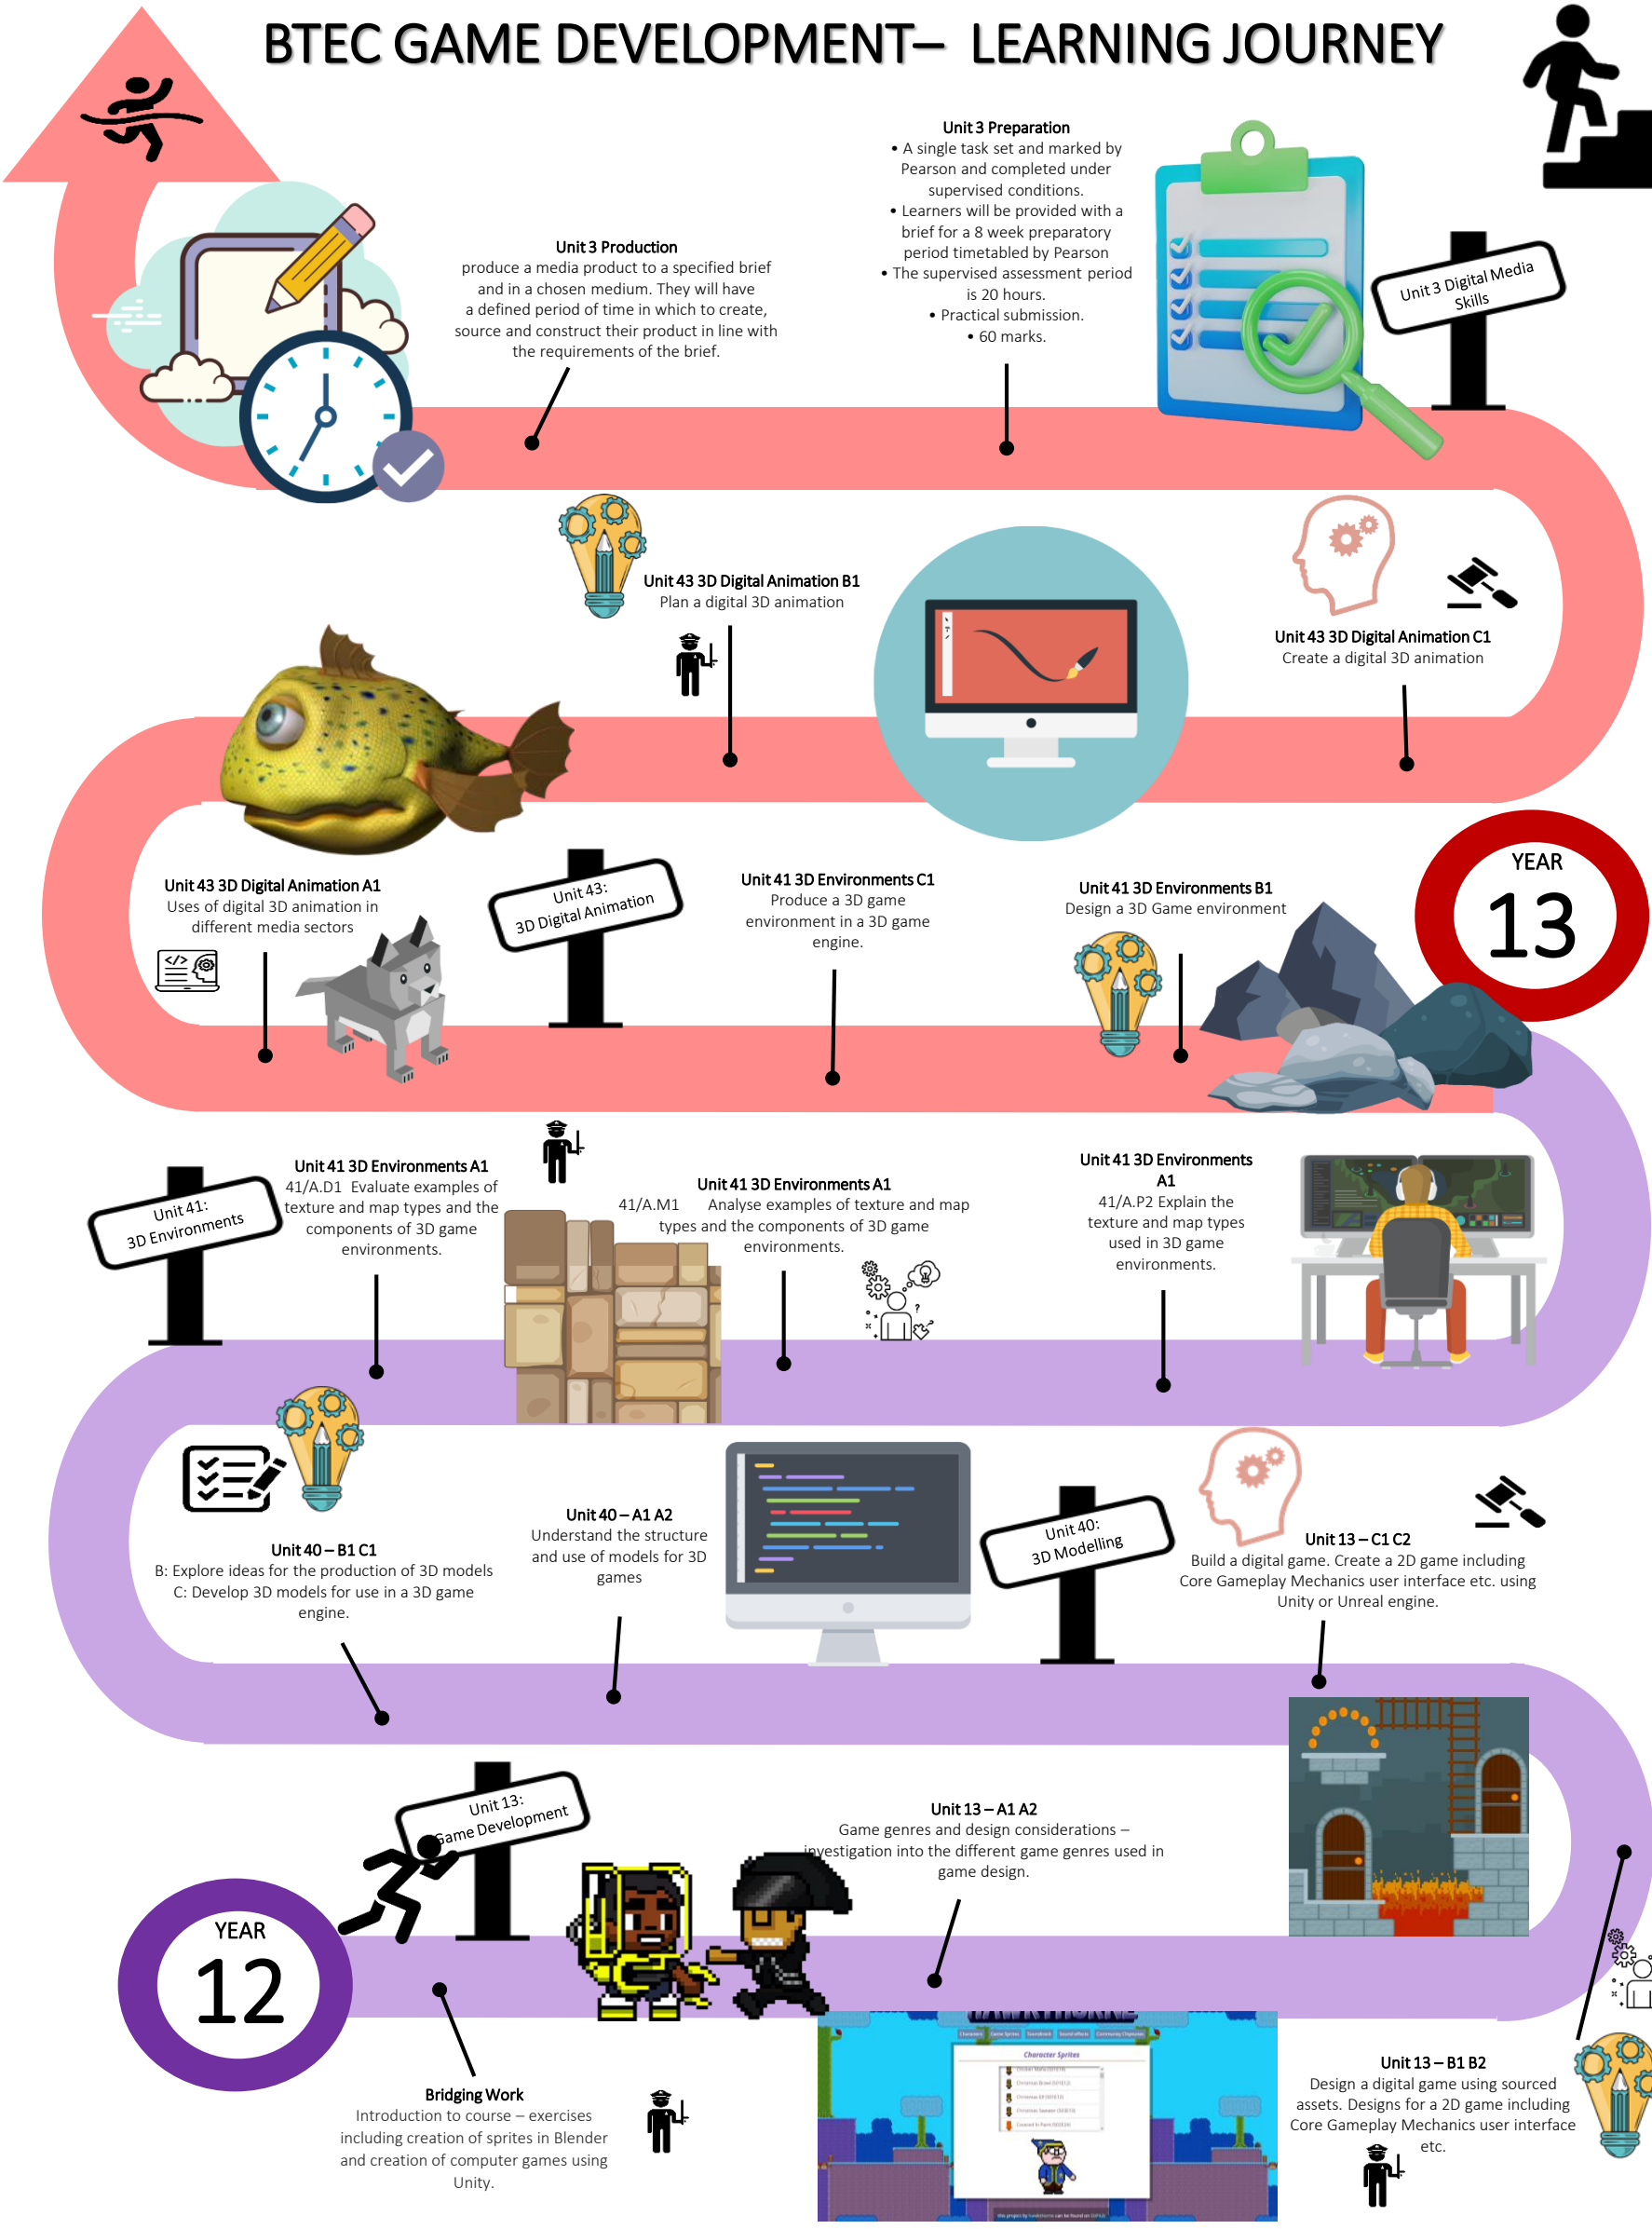 BTEC GAME DEVELOPMENT– LEARNING JOURNEY
Unit 3 Preparation
• A single task set and marked by
Pearson and completed under
supervised conditions.
• Learners will be provided with a
brief for a 8 week preparatory
period timetabled by Pearson
• The supervised assessment period
is 20 hours.
• Practical submission.
• 60 marks.
Unit 3 Production
produce a media product to a specified brief
and in a chosen medium. They will have
a defined period of time in which to create,
source and construct their product in line with
the requirements of the brief.
Unit 3 Digital Media
Skills
Unit 43 3D Digital Animation B1
Plan a digital 3D animation
Unit 43 3D Digital Animation C1
Create a digital 3D animation
YEAR
13
Unit 43 3D Digital Animation A1
Uses of digital 3D animation in
different media sectors
Unit 43:
3D Digital Animation
Unit 41 3D Environments C1
Produce a 3D game
environment in a 3D game
engine.
Unit 41 3D Environments B1
Design a 3D Game environment
Unit 41:
3D Environments
Unit 41 3D Environments A1
41/A.D1 Evaluate examples of
texture and map types and the
components of 3D game
environments.
Unit 41 3D Environments A1
41/A.M1 Analyse examples of texture and map
types and the components of 3D game
environments.
Unit 41 3D Environments
A1
41/A.P2 Explain the
texture and map types
used in 3D game
environments.
Unit 40 – B1 C1
B: Explore ideas for the production of 3D models
C: Develop 3D models for use in a 3D game
engine.
Unit 40 – A1 A2
Understand the structure
and use of models for 3D
games
Unit 40:
3D Modelling
Unit 13 – C1 C2
Build a digital game. Create a 2D game including
Core Gameplay Mechanics user interface etc. using
Unity or Unreal engine.
Unit 13:
Game Development
Unit 13 – A1 A2
Game genres and design considerations –
investigation into the different game genres used in
game design.
YEAR
12
Bridging Work
Introduction to course – exercises
including creation of sprites in Blender
and creation of computer games using
Unity.
Characters
Game Sprites
Soundtrack
Sound effects
Community Creatures
Character Sprites
Unit 13 – B1 B2
Design a digital game using sourced
assets. Designs for a 2D game including
Core Gameplay Mechanics user interface
etc.